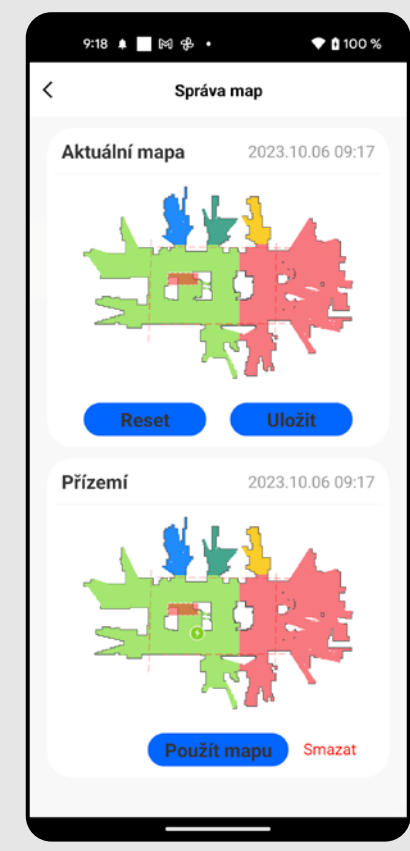 9:18 100 %
Správa map
Aktuální mapa 2023.10.06 09:17
Reset Uložit
Přízemí 2023.10.06 09:17
Použít mapu Smazat